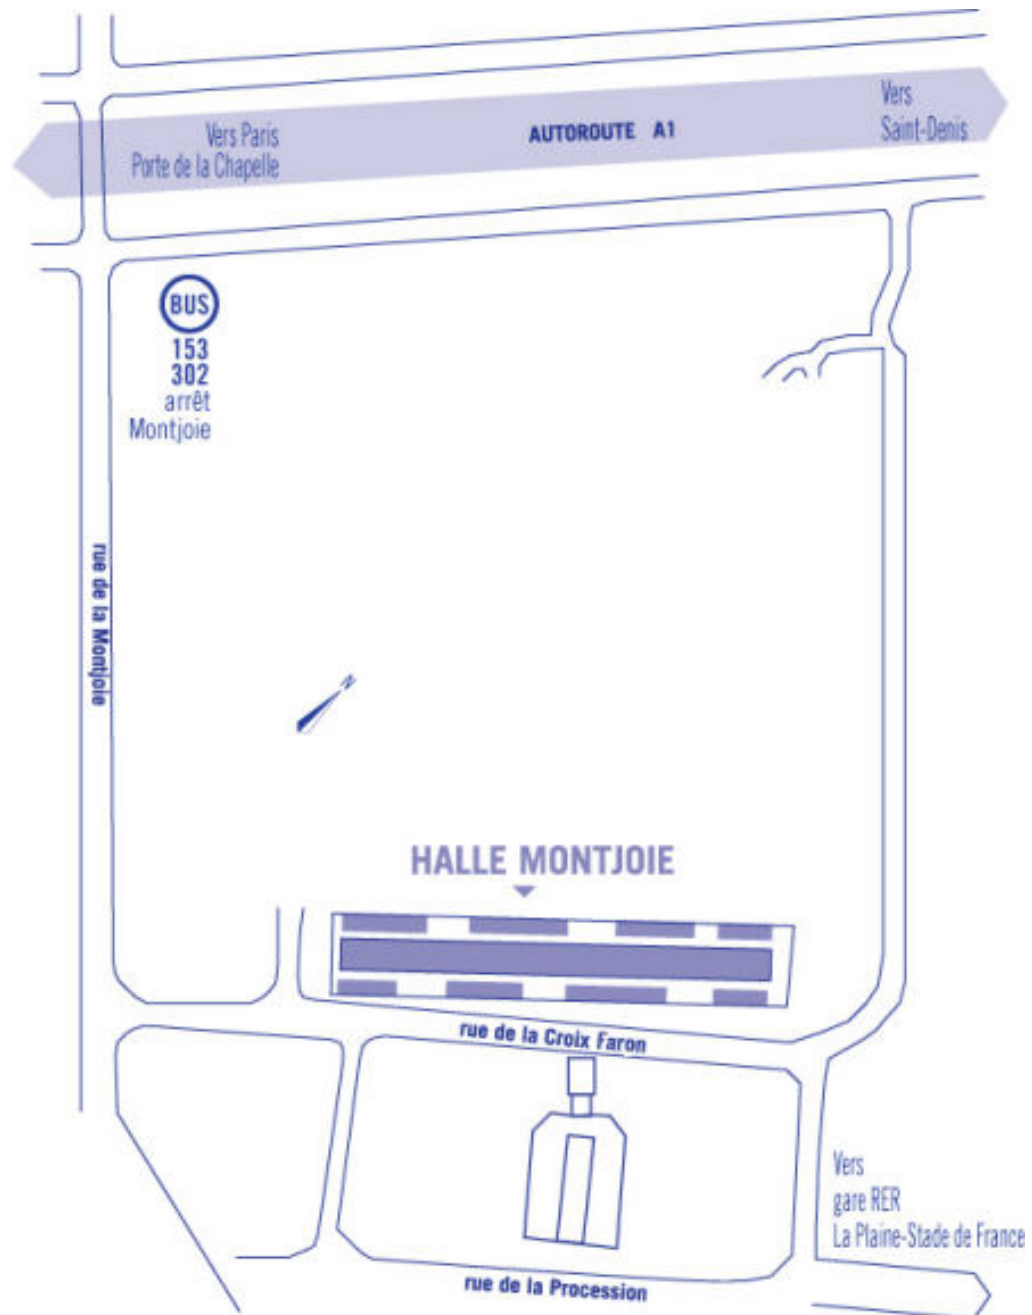 Vers
Saint-Denis
AUTOROUTE A1
Vers Paris
Porte de la Chapelle
BUS
153
302
arrêt
Montjoie
rue de la Montjoie
N
HALLE MONTJOIE
rue de la Croix Faron
Vers
gare RER
La Plaine-Stade de France
rue de la Procession